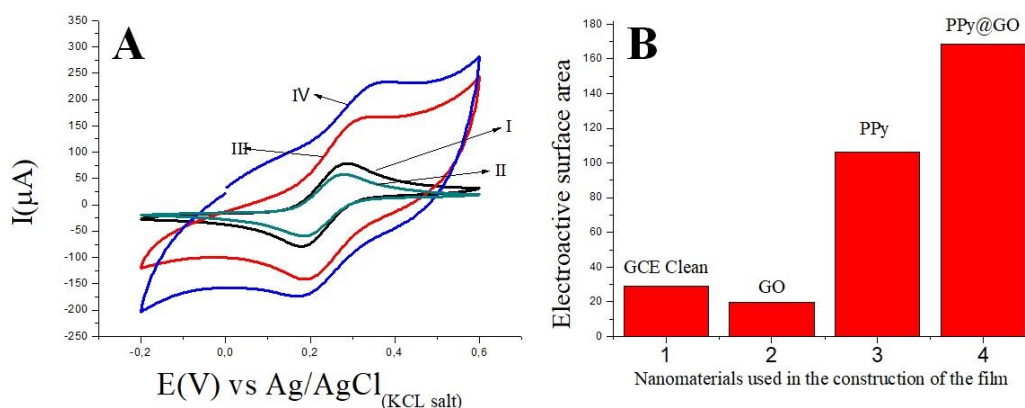 A
350
300
250
200
150
100
50
0
-50
-100
-150
-200
-250
I(µA)
IV
III
I
II
-0,2
0,0
0,2
0,4
0,6
E(V) vs Ag/AgCl(KCL salt)
B
180
160
140
120
100
80
60
40
20
0
Electroactive surface area
GCE Clean
GO
PPy
PPy@GO
1
2
3
4
Nanomaterials used in the construction of the film